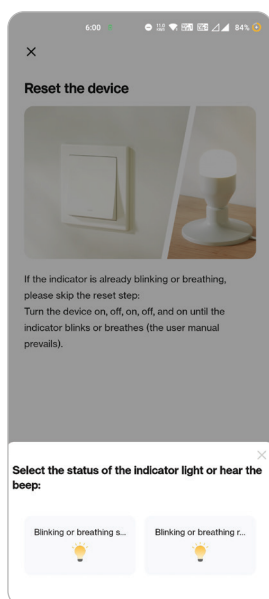 6:00 84%
Reset the device
If the indicator is already blinking or breathing,
please skip the reset step:
Turn the device on, off, on, off, and on until the
indicator blinks or breathes (the user manual
prevails).
Select the status of the indicator light or hear the
beep:
Blinking or breathing s... Blinking or breathing r...